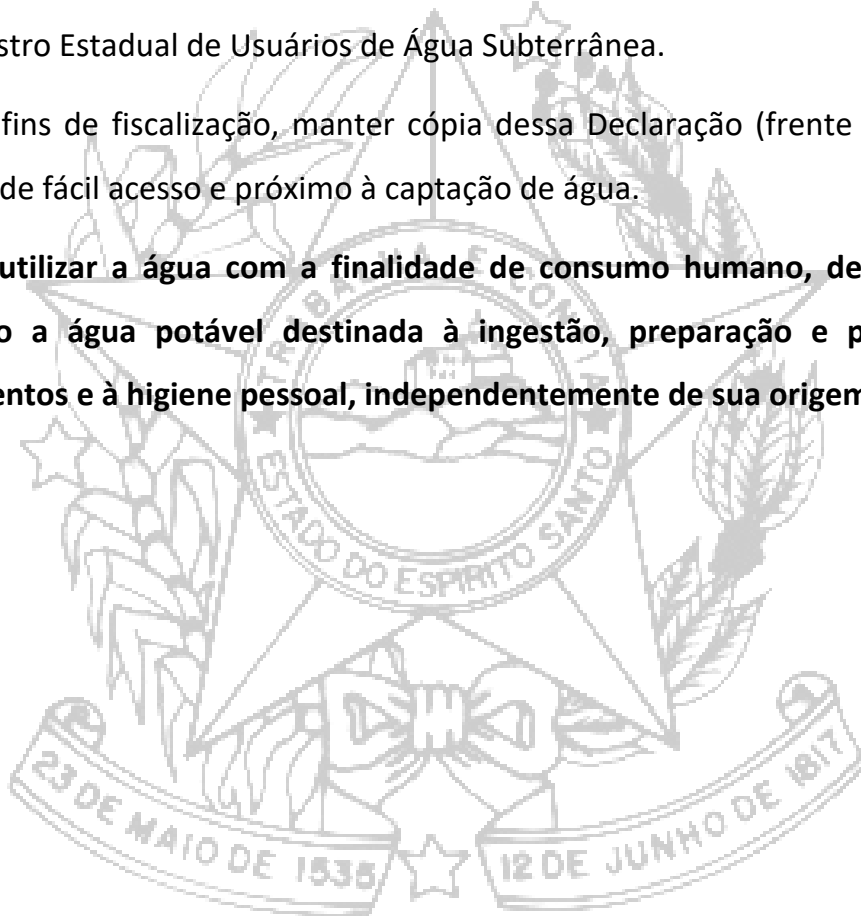 stro Estadual de Usuários de Água Subterrânea.
fins de fiscalização, manter cópia dessa Declaração (frente
de fácil acesso e próximo à captação de água.
utilizar a água com a finalidade de consumo humano, de
o a água potável destinada à ingestão, preparação e p
entos e à higiene pessoal, independentemente de sua origem
TRABALHA E CONFIA
ESTADO DO ESPIRITO SANTO
23 DE MAIO DE 1535
12 DE JUNHO DE 1817